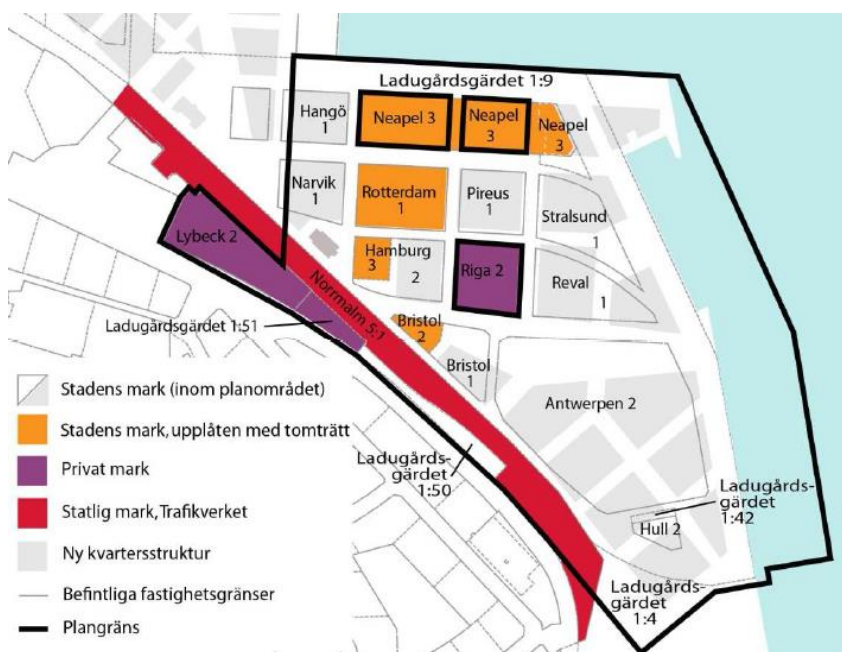 Ladugårdsgärdet 1:9
Hangö
1
Neapel 3
Neapel
3
Neapel
3
Narvik
1
Rotterdam
1
Pireus
1
Stralsund
1
Lybeck 2
Hamburg
3
2
Riga 2
Reval
1
Norrmalm 5:1
Ladugårdsgärdet 1:51
Bristol
2
Bristol
1
Antwerpen 2
Stadens mark (inom planområdet)
Stadens mark, upplåten med tomträtt
Privat mark
Statlig mark, Trafikverket
Ny kvartersstruktur
Befintliga fastighetsgränser
Plangräns
Ladugårds-
gärdet
1:50
Ladugårds-
gärdet
1:42
Hull 2
Ladugårds-
gärdet
1:4